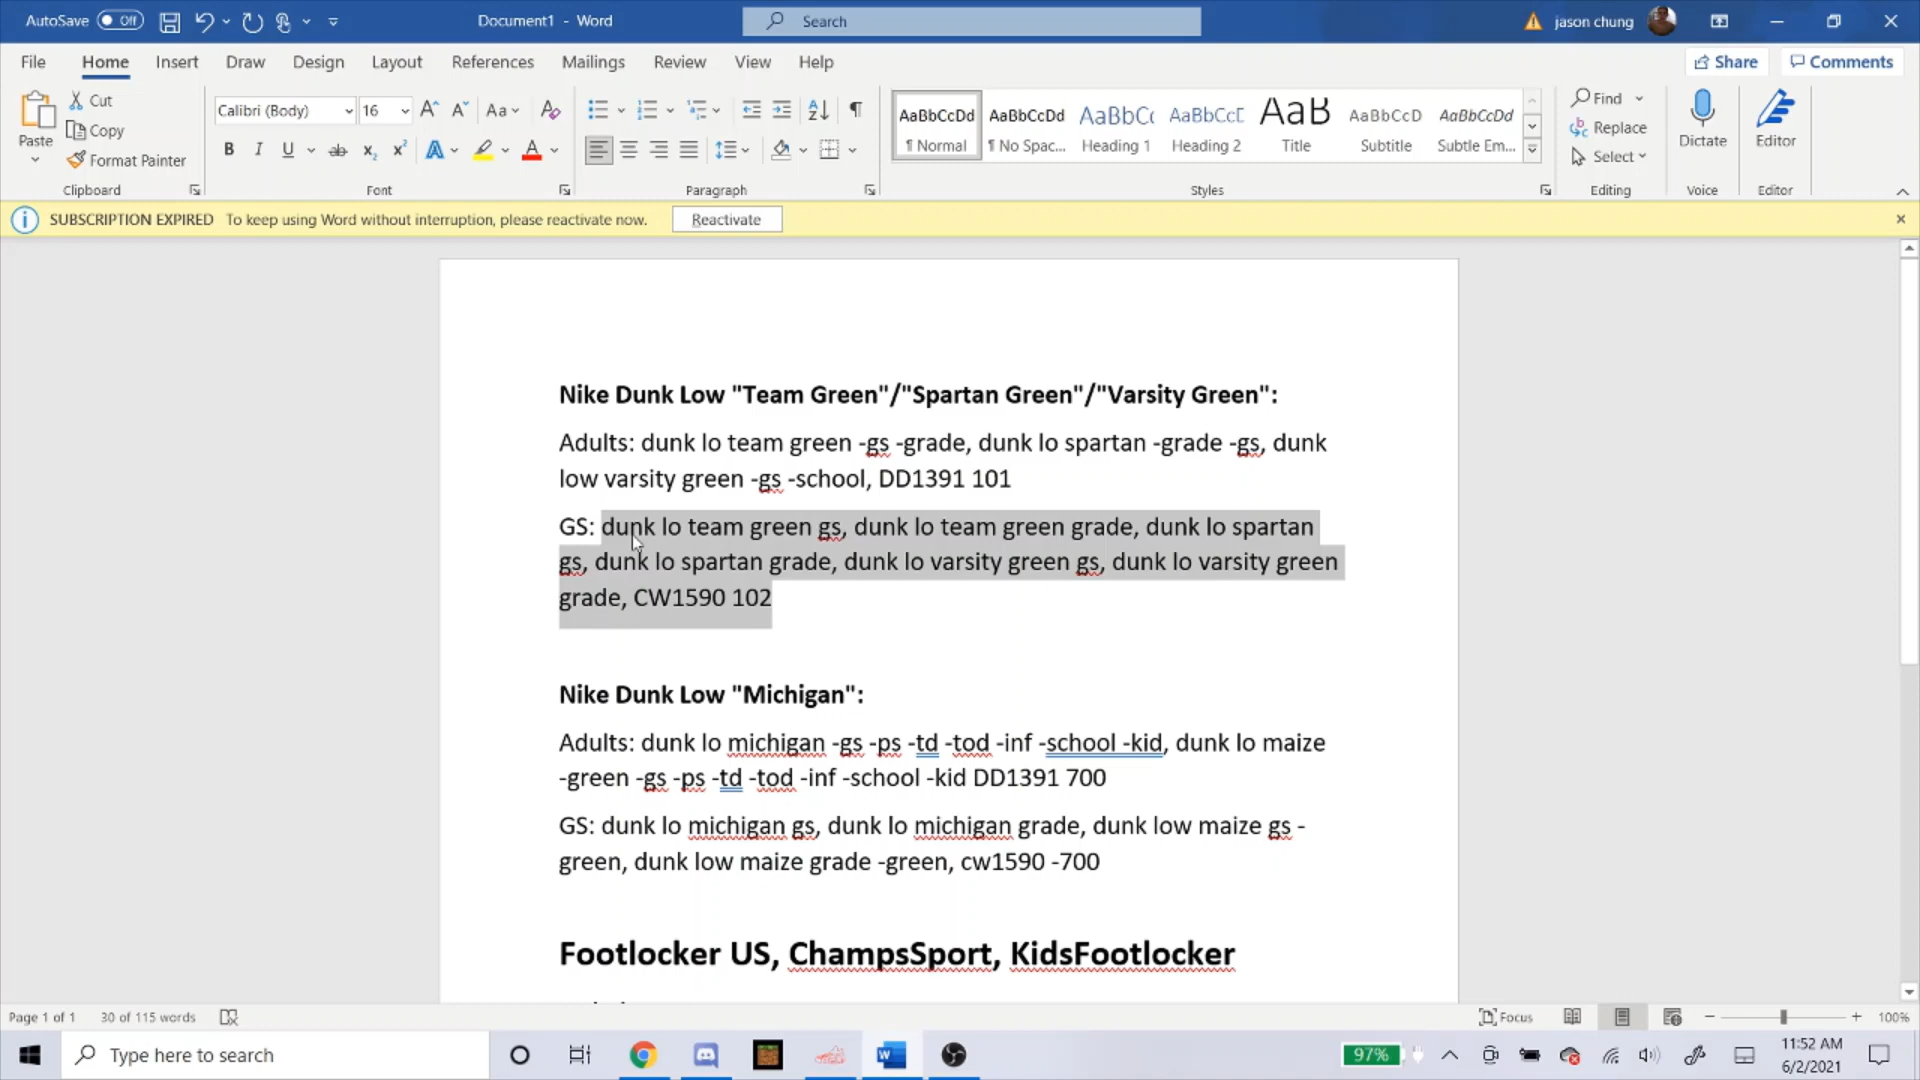 AutoSave Off Document1 - Word Search jason chung
File Home Insert Draw Design Layout References Mailings Review View Help Share Comments
Paste Cut Copy Format Painter Clipboard
Calibri (Body) 16 Aa Font
Paragraph
AaBbCcDd ¶ Normal AaBbCcDd ¶ No Spac... AaBbCc Heading 1 AaBbCcE Heading 2 AaB Title AaBbCcD Subtitle AaBbCcDd Subtle Em... Styles
Find Replace Select Editing
Dictate Voice
Editor Editor
SUBSCRIPTION EXPIRED To keep using Word without interruption, please reactivate now. Reactivate
Nike Dunk Low "Team Green"/"Spartan Green"/"Varsity Green":
Adults: dunk lo team green -gs -grade, dunk lo spartan -grade -gs, dunk
low varsity green -gs -school, DD1391 101
GS: dunk lo team green gs, dunk lo team green grade, dunk lo spartan
gs, dunk lo spartan grade, dunk lo varsity green gs, dunk lo varsity green
grade, CW1590 102
Nike Dunk Low "Michigan":
Adults: dunk lo michigan -gs -ps -td -tod -inf -school -kid, dunk lo maize
-green -gs -ps -td -tod -inf -school -kid DD1391 700
GS: dunk lo michigan gs, dunk lo michigan grade, dunk low maize gs -
green, dunk low maize grade -green, cw1590 -700
Footlocker US, ChampsSport, KidsFootlocker
Page 1 of 1 30 of 115 words Focus 100%
Type here to search 97% 11:52 AM
6/2/2021